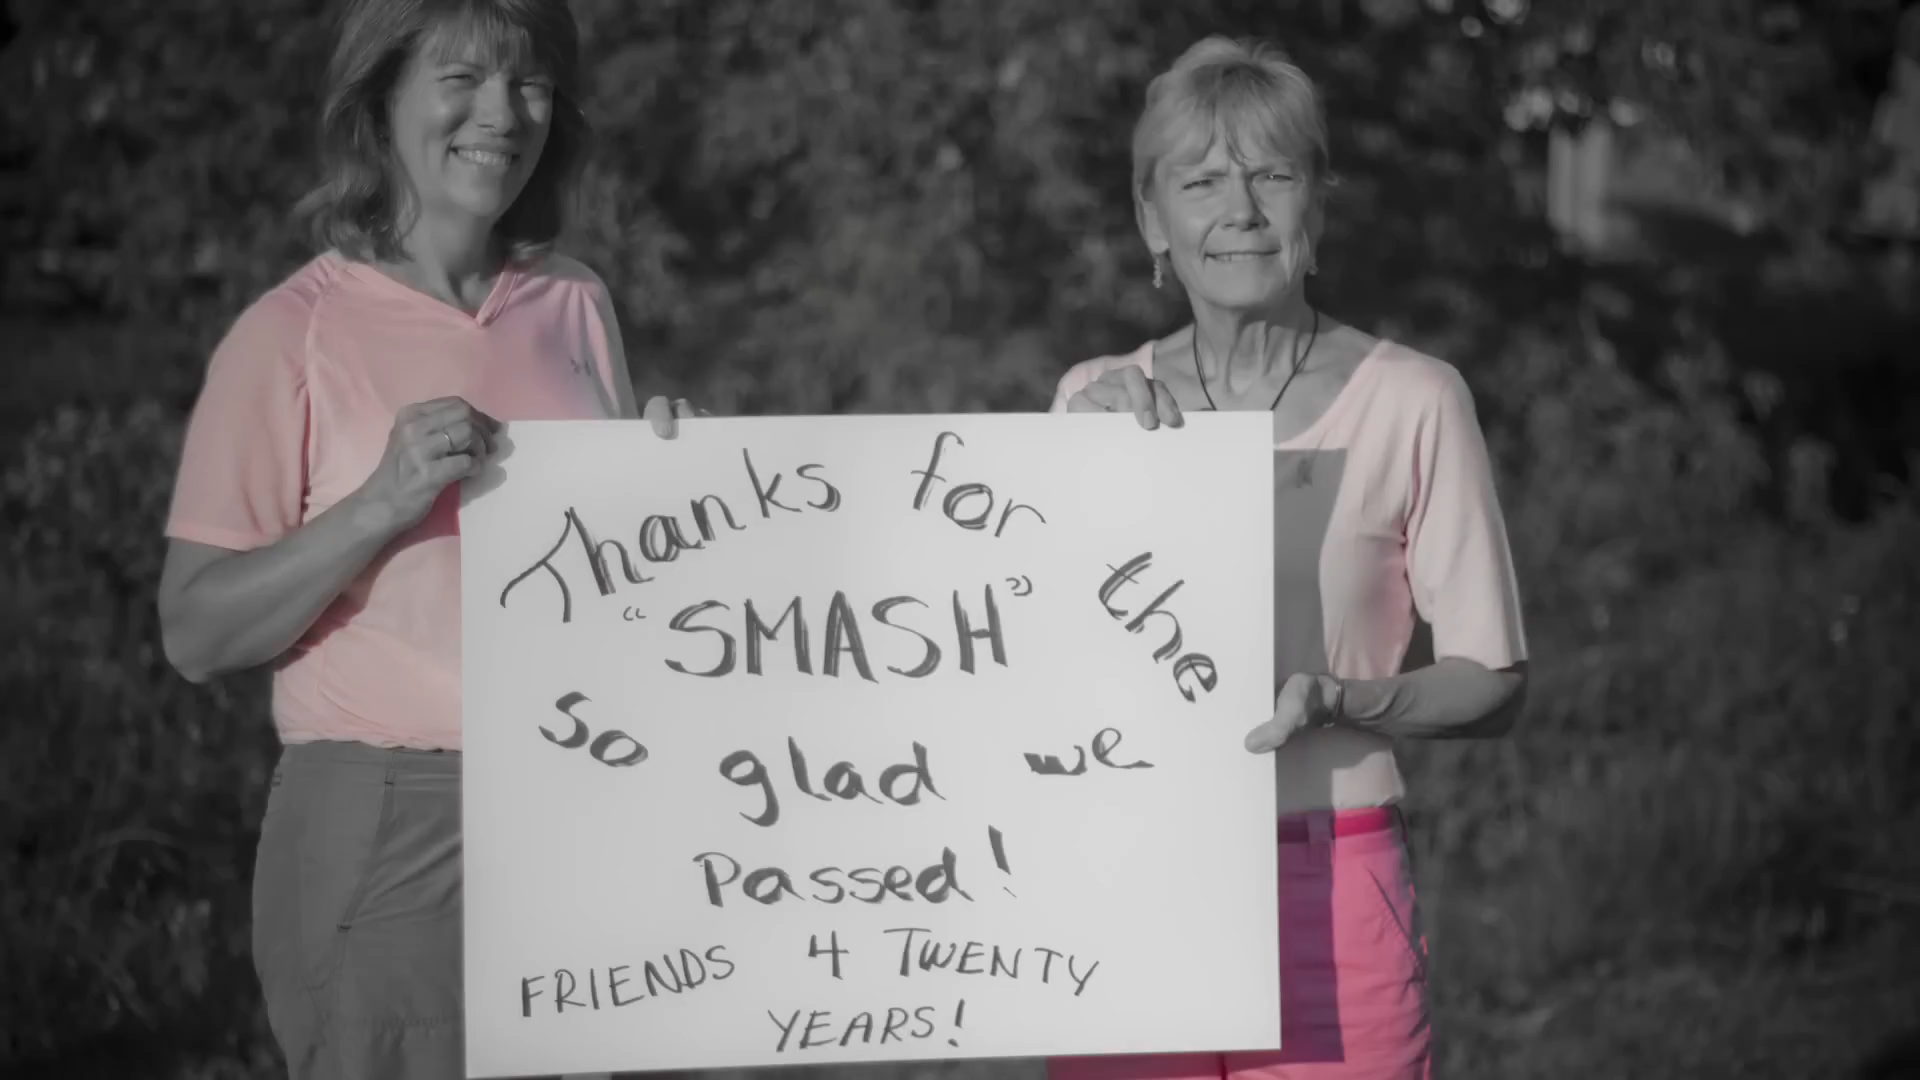 Thanks for the
"SMASH"
so glad we
Passed!
FRIENDS 4 TWENTY
YEARS!